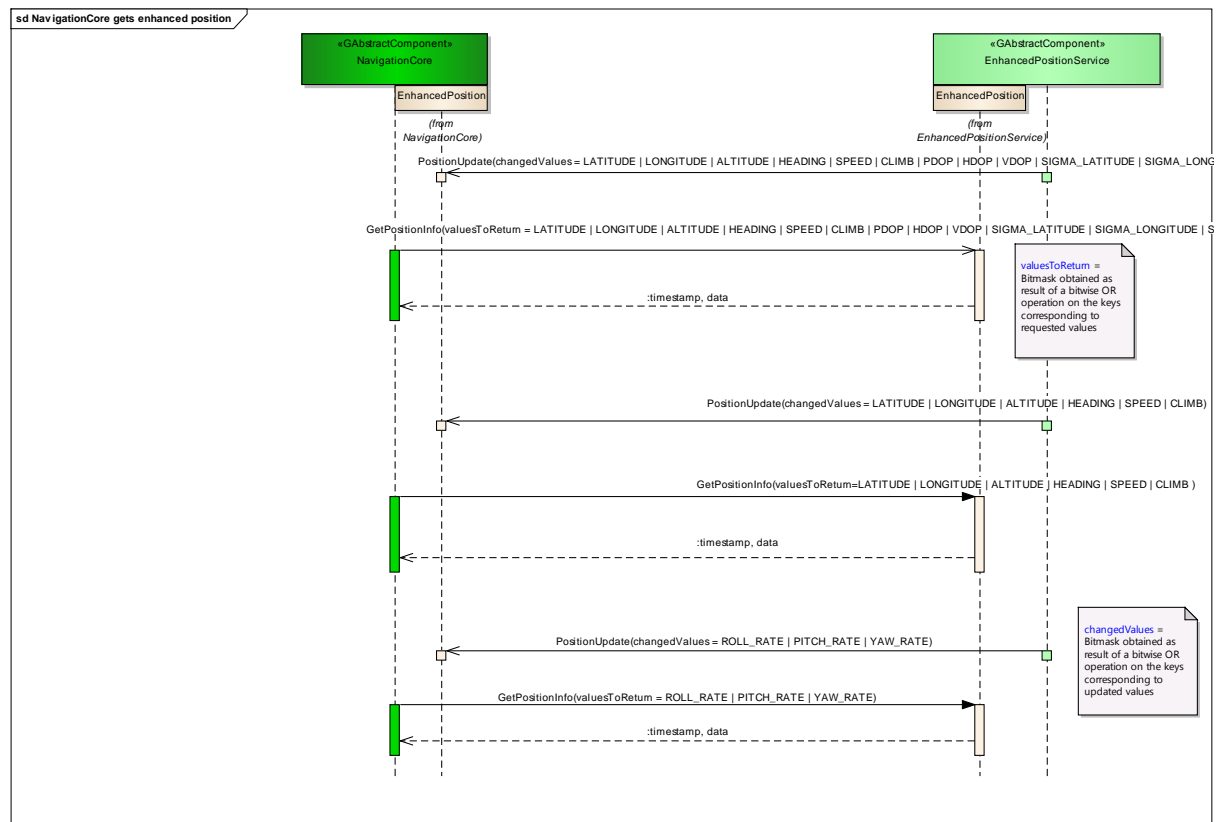 sd NavigationCore gets enhanced position
«GAbstractComponent»
NavigationCore
«GAbstractComponent»
EnhancedPositionService
EnhancedPosition
EnhancedPosition
(from
NavigationCore)
(from
EnhancedPositionService)
PositionUpdate(changedValues = LATITUDE | LONGITUDE | ALTITUDE | HEADING | SPEED | CLIMB | PDOP | HDOP | VDOP | SIGMA_LATITUDE | SIGMA_LONG
GetPositionInfo(valuesToReturn = LATITUDE | LONGITUDE | ALTITUDE | HEADING | SPEED | CLIMB | PDOP | HDOP | VDOP | SIGMA_LATITUDE | SIGMA_LONGITUDE | S
valuesToReturn =
Bitmask obtained as
result of a bitwise OR
operation on the keys
corresponding to
requested values
:timestamp, data
PositionUpdate(changedValues = LATITUDE | LONGITUDE | ALTITUDE | HEADING | SPEED | CLIMB)
GetPositionInfo(valuesToReturn=LATITUDE | LONGITUDE | ALTITUDE | HEADING | SPEED | CLIMB )
:timestamp, data
changedValues =
Bitmask obtained as
result of a bitwise OR
operation on the keys
corresponding to
updated values
PositionUpdate(changedValues = ROLL_RATE | PITCH_RATE | YAW_RATE)
GetPositionInfo(valuesToReturn = ROLL_RATE | PITCH_RATE | YAW_RATE)
:timestamp, data